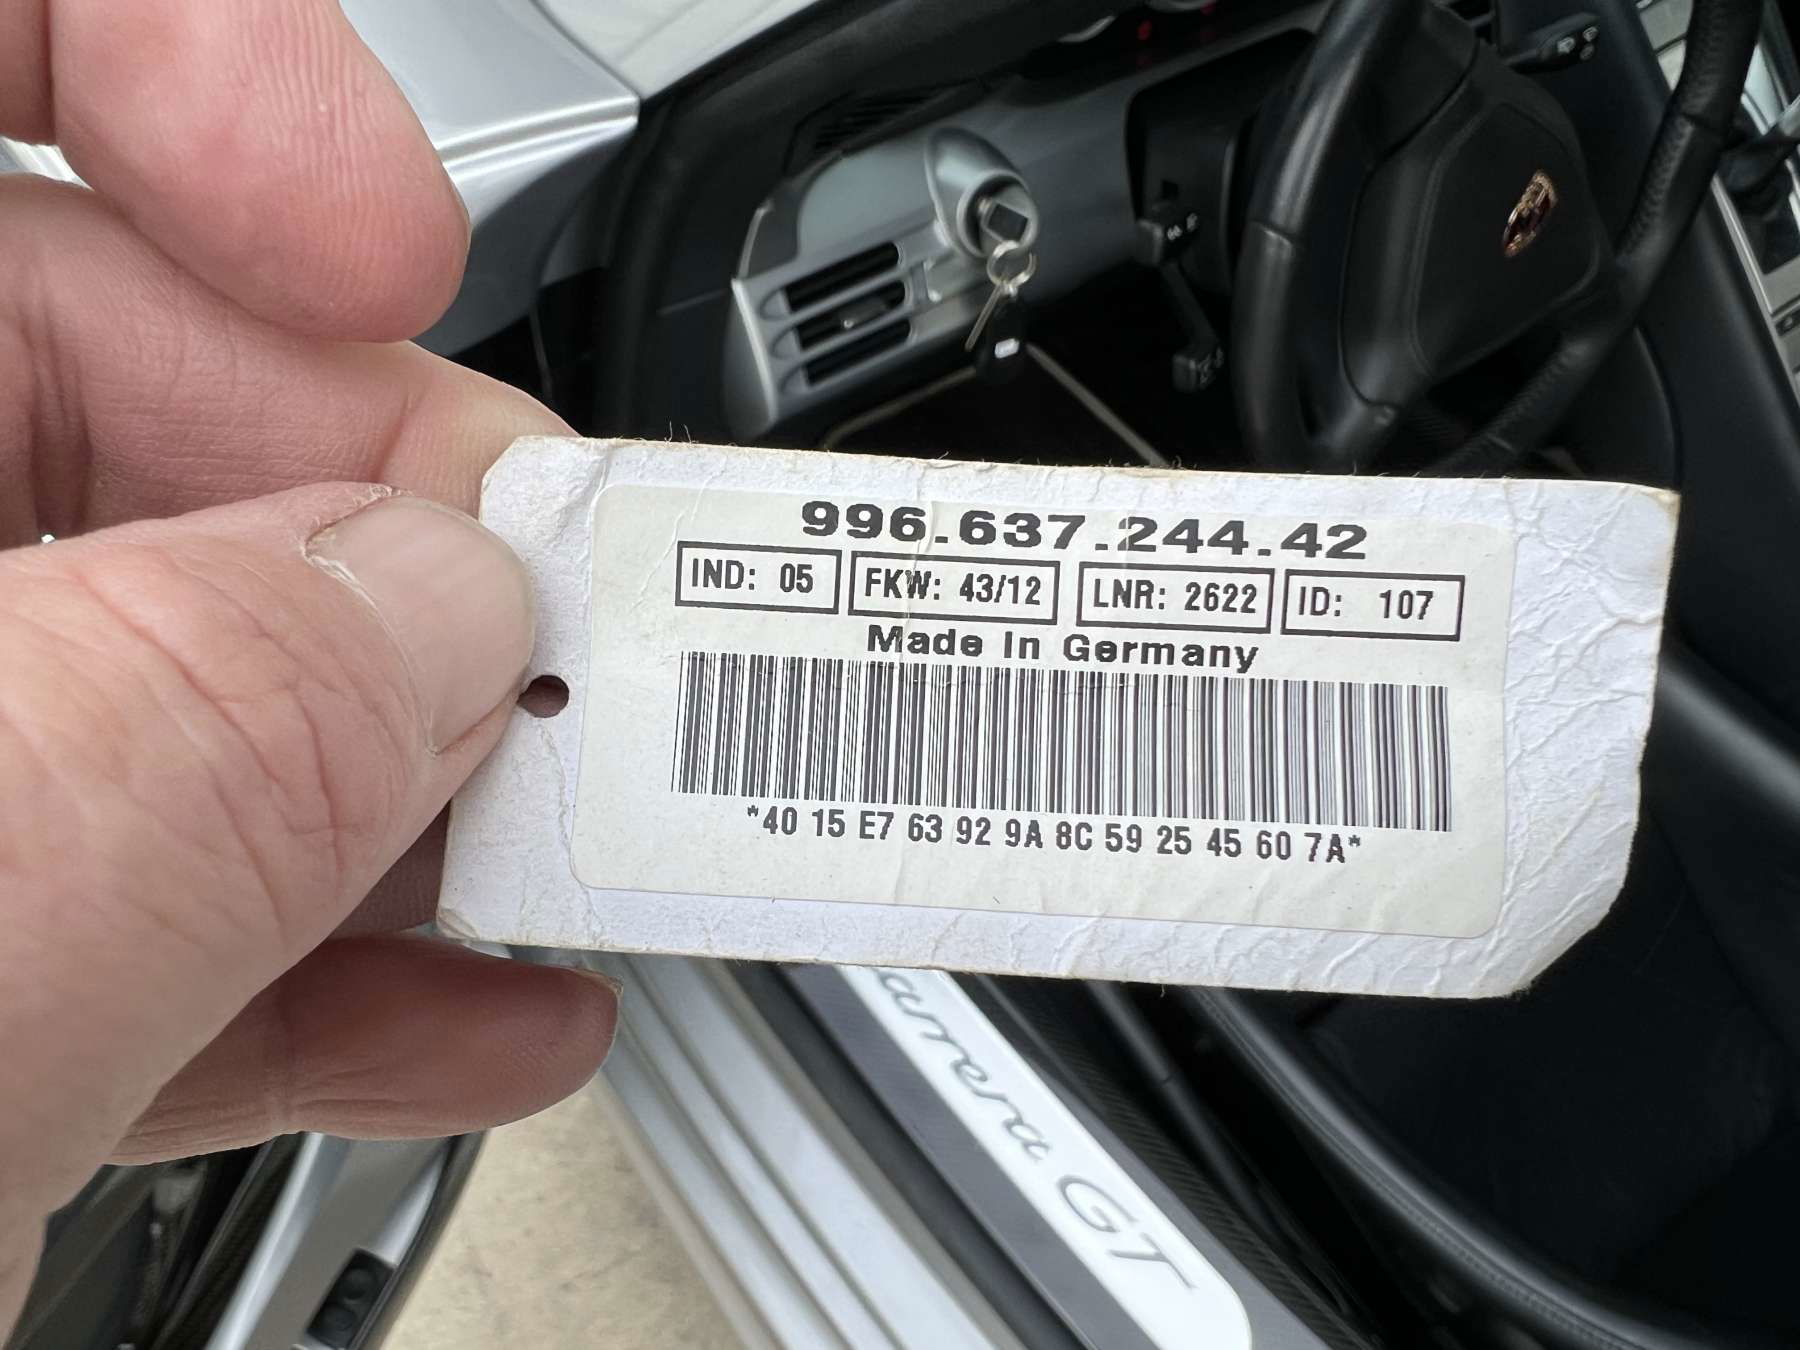 996.637.244.42
IND: 05 FKW: 43/12 LNR: 2622 ID: 107
Made In Germany
*40 15 E7 63 92 9A 8C 59 25 45 60 7A*
arrera GT